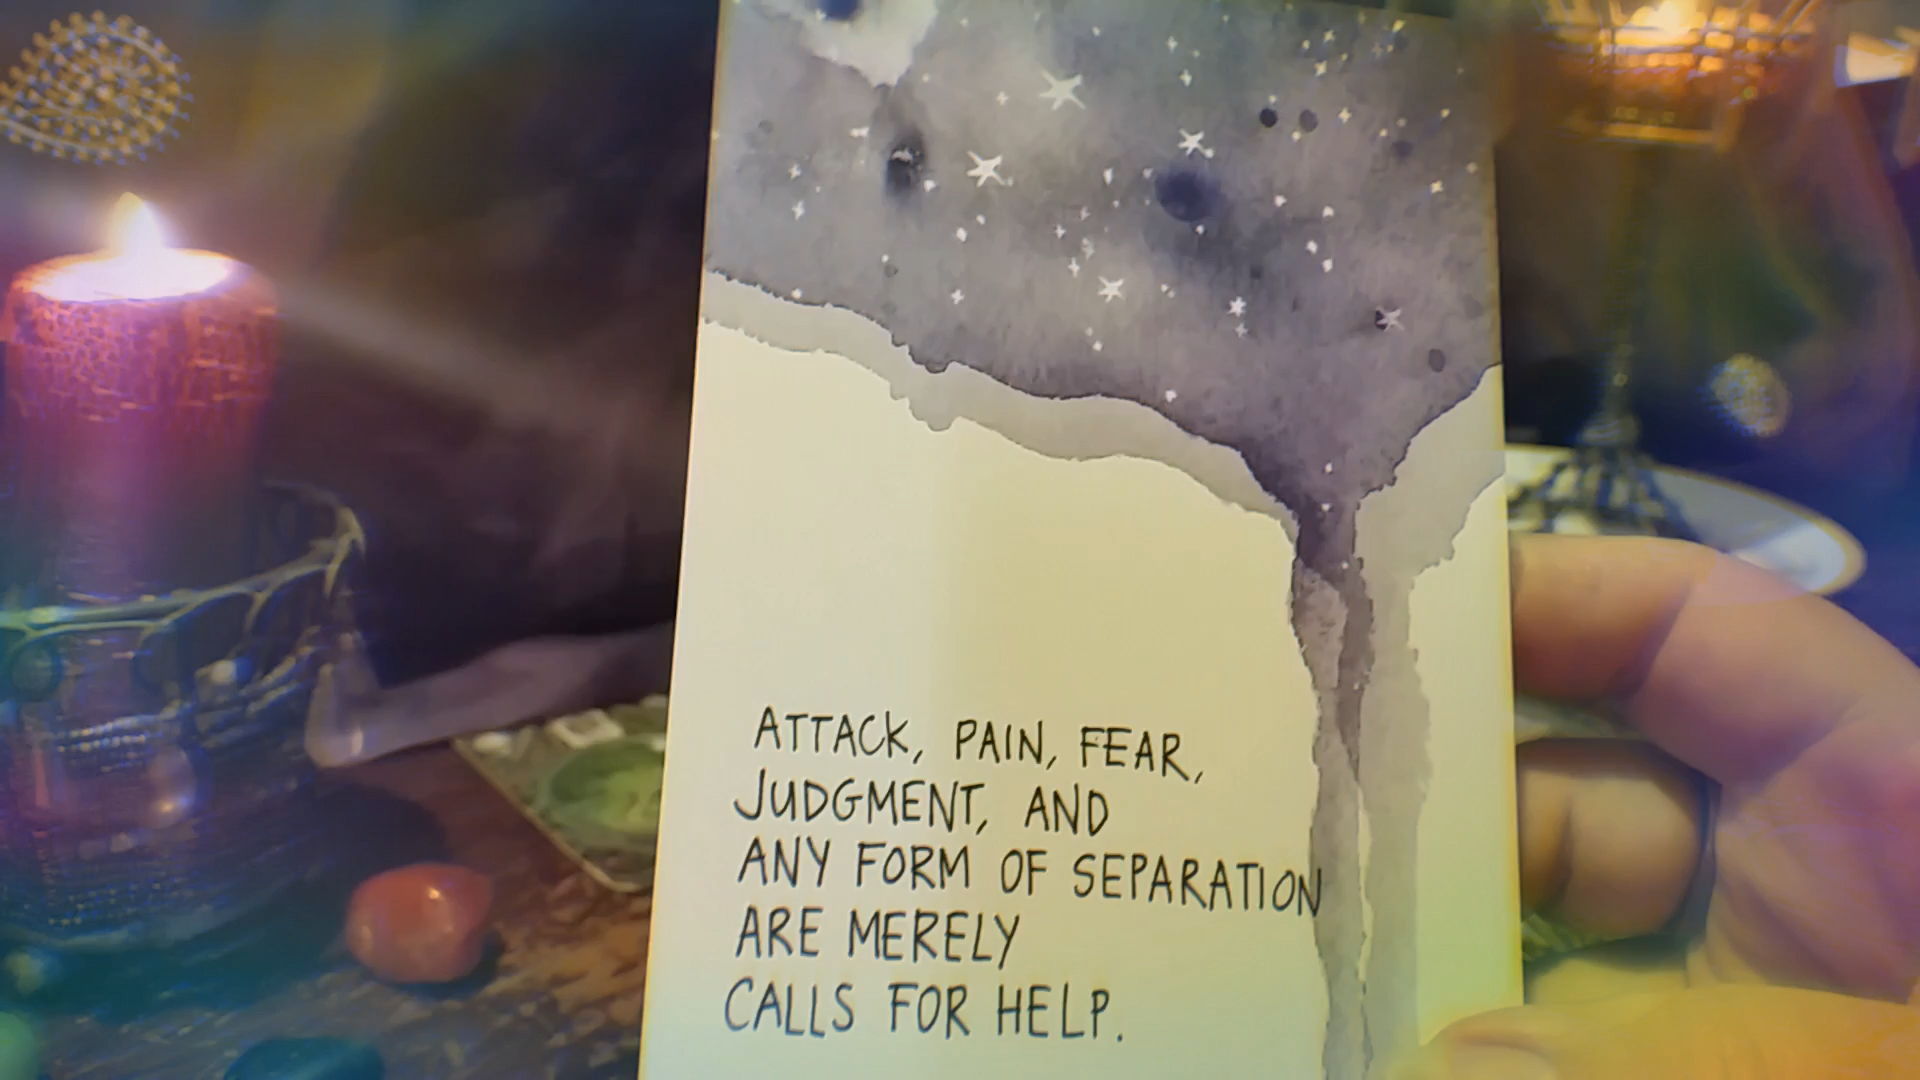 ATTACK, PAIN, FEAR,
JUDGMENT, AND
ANY FORM OF SEPARATION
ARE MERELY
CALLS FOR HELP.